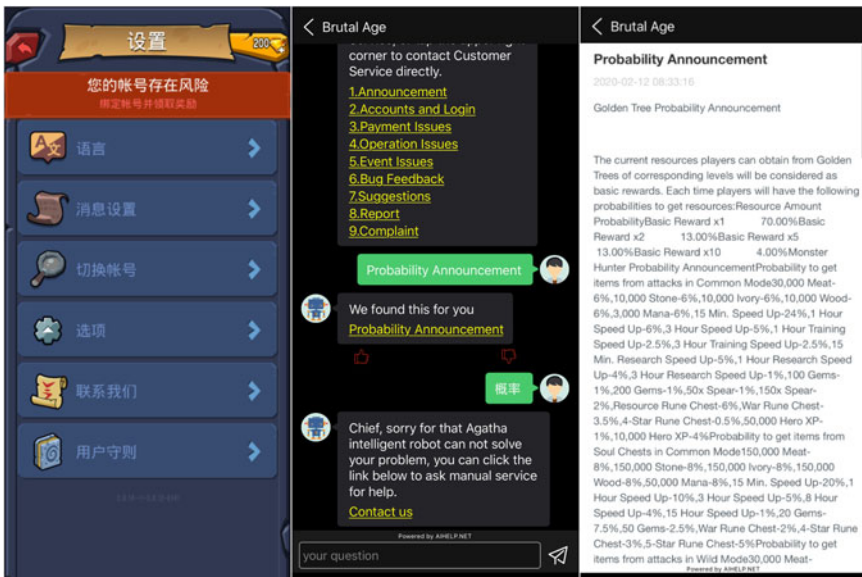 设置
200
您的帐号存在风险
绑定帐号并领取奖励
语言
消息设置
切换帐号
选项
联系我们
用户守则
Brutal Age
corner to contact Customer
Service directly.
1.Announcement
2.Accounts and Login
3.Payment Issues
4.Operation Issues
5.Event Issues
6.Bug Feedback
7.Suggestions
8.Report
9.Complaint
Probability Announcement
We found this for you
Probability Announcement
概率
Chief, sorry for that Agatha
intelligent robot can not solve
your problem, you can click the
link below to ask manual service
for help.
Contact us
Powered by AIHELP.NET
your question
Brutal Age
Probability Announcement
2020-02-12 08:33:16
Golden Tree Probability Announcement
The current resources players can obtain from Golden
Trees of corresponding levels will be considered as
basic rewards. Each time players will have the following
probabilities to get resources:Resource Amount
ProbabilityBasic Reward x1 70.00%Basic
Reward x2 13.00%Basic Reward x5
13.00%Basic Reward x10 4.00%Monster
Hunter Probability AnnouncementProbability to get
items from attacks in Common Mode30,000 Meat-
6%,10,000 Stone-6%,10,000 Ivory-6%,10,000 Wood-
6%,3,000 Mana-6%,15 Min. Speed Up-24%,1 Hour
Speed Up-6%,3 Hour Speed Up-5%,1 Hour Training
Speed Up-2.5%,3 Hour Training Speed Up-2.5%,15
Min. Research Speed Up-5%,1 Hour Research Speed
Up-4%,3 Hour Research Speed Up-1%,100 Gems-
1%,200 Gems-1%,50x Spear-1%,150x Spear-
2%,Resource Rune Chest-6%,War Rune Chest-
3.5%,4-Star Rune Chest-0.5%,50,000 Hero XP-
1%,10,000 Hero XP-4%Probability to get items from
Soul Chests in Common Mode150,000 Meat-
8%,150,000 Stone-8%,150,000 Ivory-8%,150,000
Wood-8%,50,000 Mana-8%,15 Min. Speed Up-20%,1
Hour Speed Up-10%,3 Hour Speed Up-5%,8 Hour
Speed Up-4%,15 Hour Speed Up-1%,20 Gems-
7.5%,50 Gems-2.5%,War Rune Chest-2%,4-Star Rune
Chest-3%,5-Star Rune Chest-5%Probability to get
items from attacks in Wild Mode30,000 Meat-
Powered by AIHELP.NET